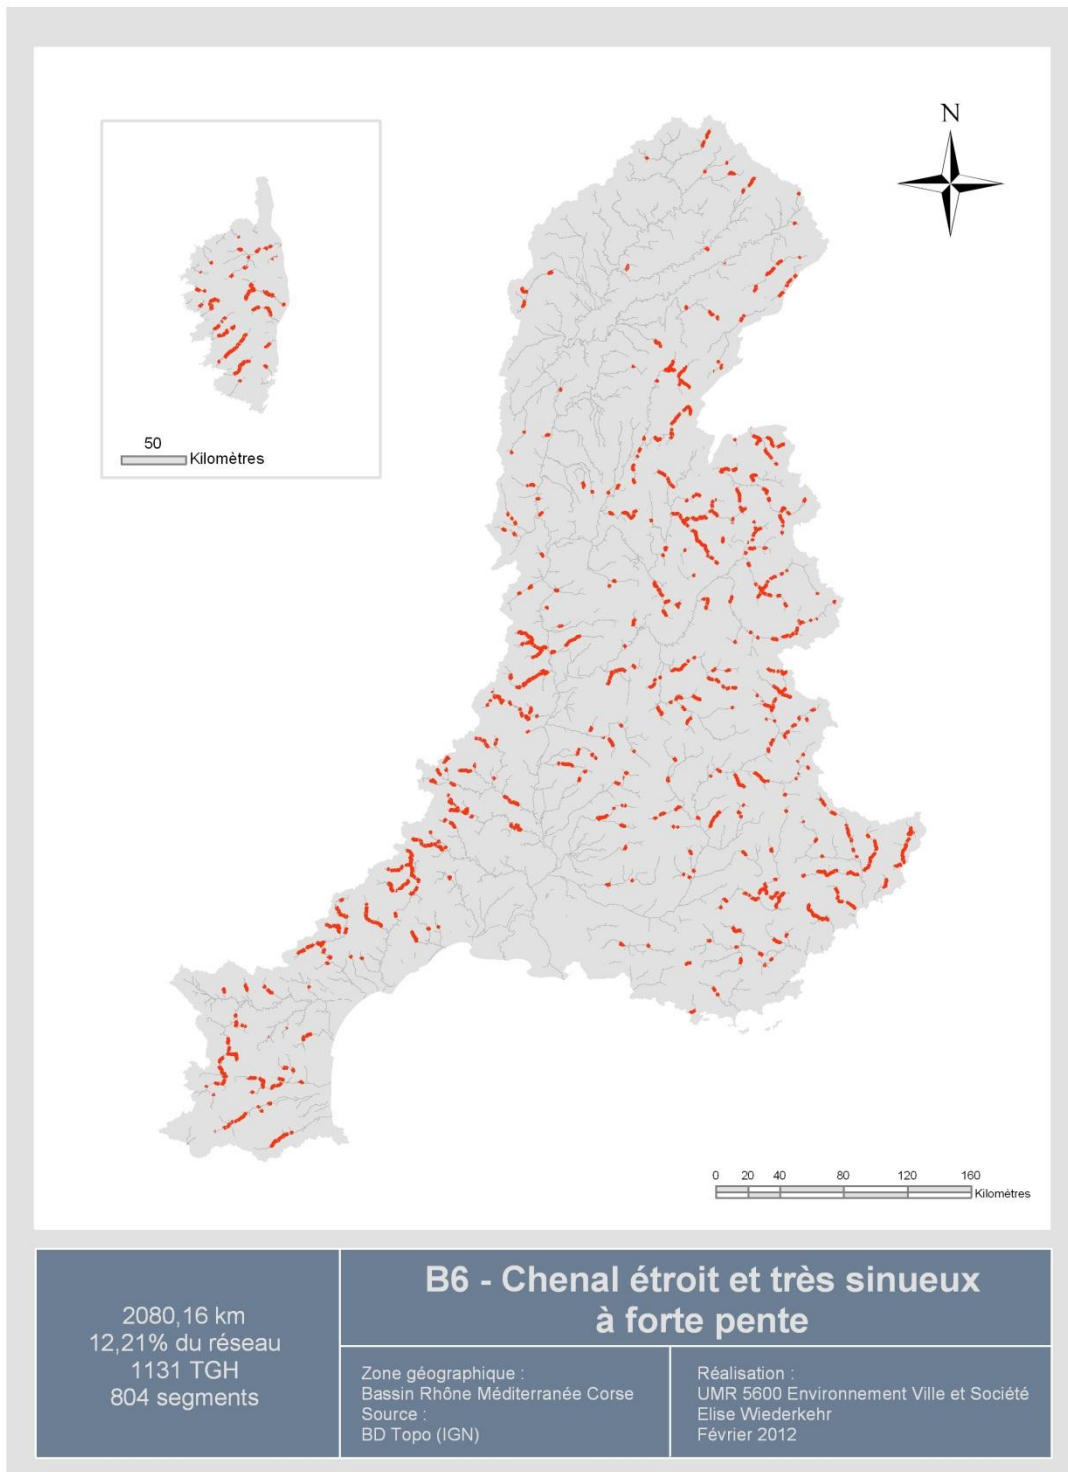 N
50
Kilomètres
0 20 40 80 120 160
Kilomètres
2080,16 km
12,21% du réseau
1131 TGH
804 segments
B6 - Chenal étroit et très sinueux
à forte pente
Zone géographique :
Bassin Rhône Méditerranée Corse
Source :
BD Topo (IGN)
Réalisation :
UMR 5600 Environnement Ville et Société
Elise Wiederkehr
Février 2012